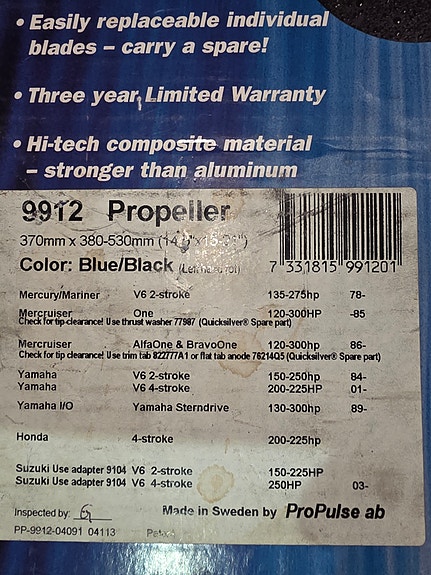 • Easily replaceable individual
blades – carry a spare!
• Three year, Limited Warranty
• Hi-tech composite material
– stronger than aluminum
9912 Propeller
370mm x 380-530mm
Color: Blue/Black (Left hand rot)
7 331815 991201
Mercury/Mariner V6 2-stroke 135-275hp 78-
Mercruiser One 120-300HP -85
Check for tip clearance! Use thrust washer 77987 (Quicksilver® Spare part)
Mercruiser AlfaOne & BravoOne 120-300hp 86-
Check for tip clearance! Use trim tab 822777A1 or flat tab anode 76214Q5 (Quicksilver® Spare part)
Yamaha V6 2-stroke 150-250hp 84-
Yamaha V6 4-stroke 200-225HP 01-
Yamaha I/O Yamaha Sterndrive 130-300hp 89-
Honda 4-stroke 200-225hp
Suzuki Use adapter 9104 V6 2-stroke 150-225HP
Suzuki Use adapter 9104 V6 4-stroke 250HP 03-
Inspected by: Made in Sweden by ProPulse ab
PP-9912-04091 04113